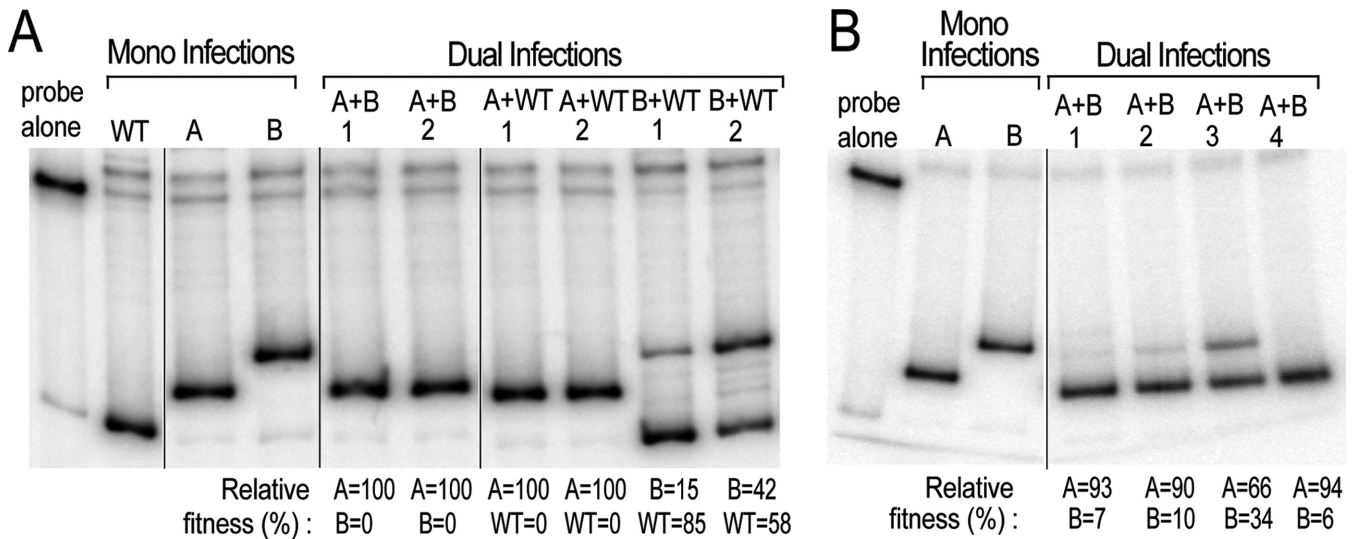 A
Mono Infections
Dual Infections
probe
alone
WT
A
B
A+B
1
A+B
2
A+WT
1
A+WT
2
B+WT
1
B+WT
2
Relative
fitness (%) :
A=100
B=0
A=100
B=0
A=100
WT=0
A=100
WT=0
B=15
WT=85
B=42
WT=58
B
Mono
Infections
Dual Infections
probe
alone
A
B
A+B
1
A+B
2
A+B
3
A+B
4
Relative
fitness (%) :
A=93
B=7
A=90
B=10
A=66
B=34
A=94
B=6